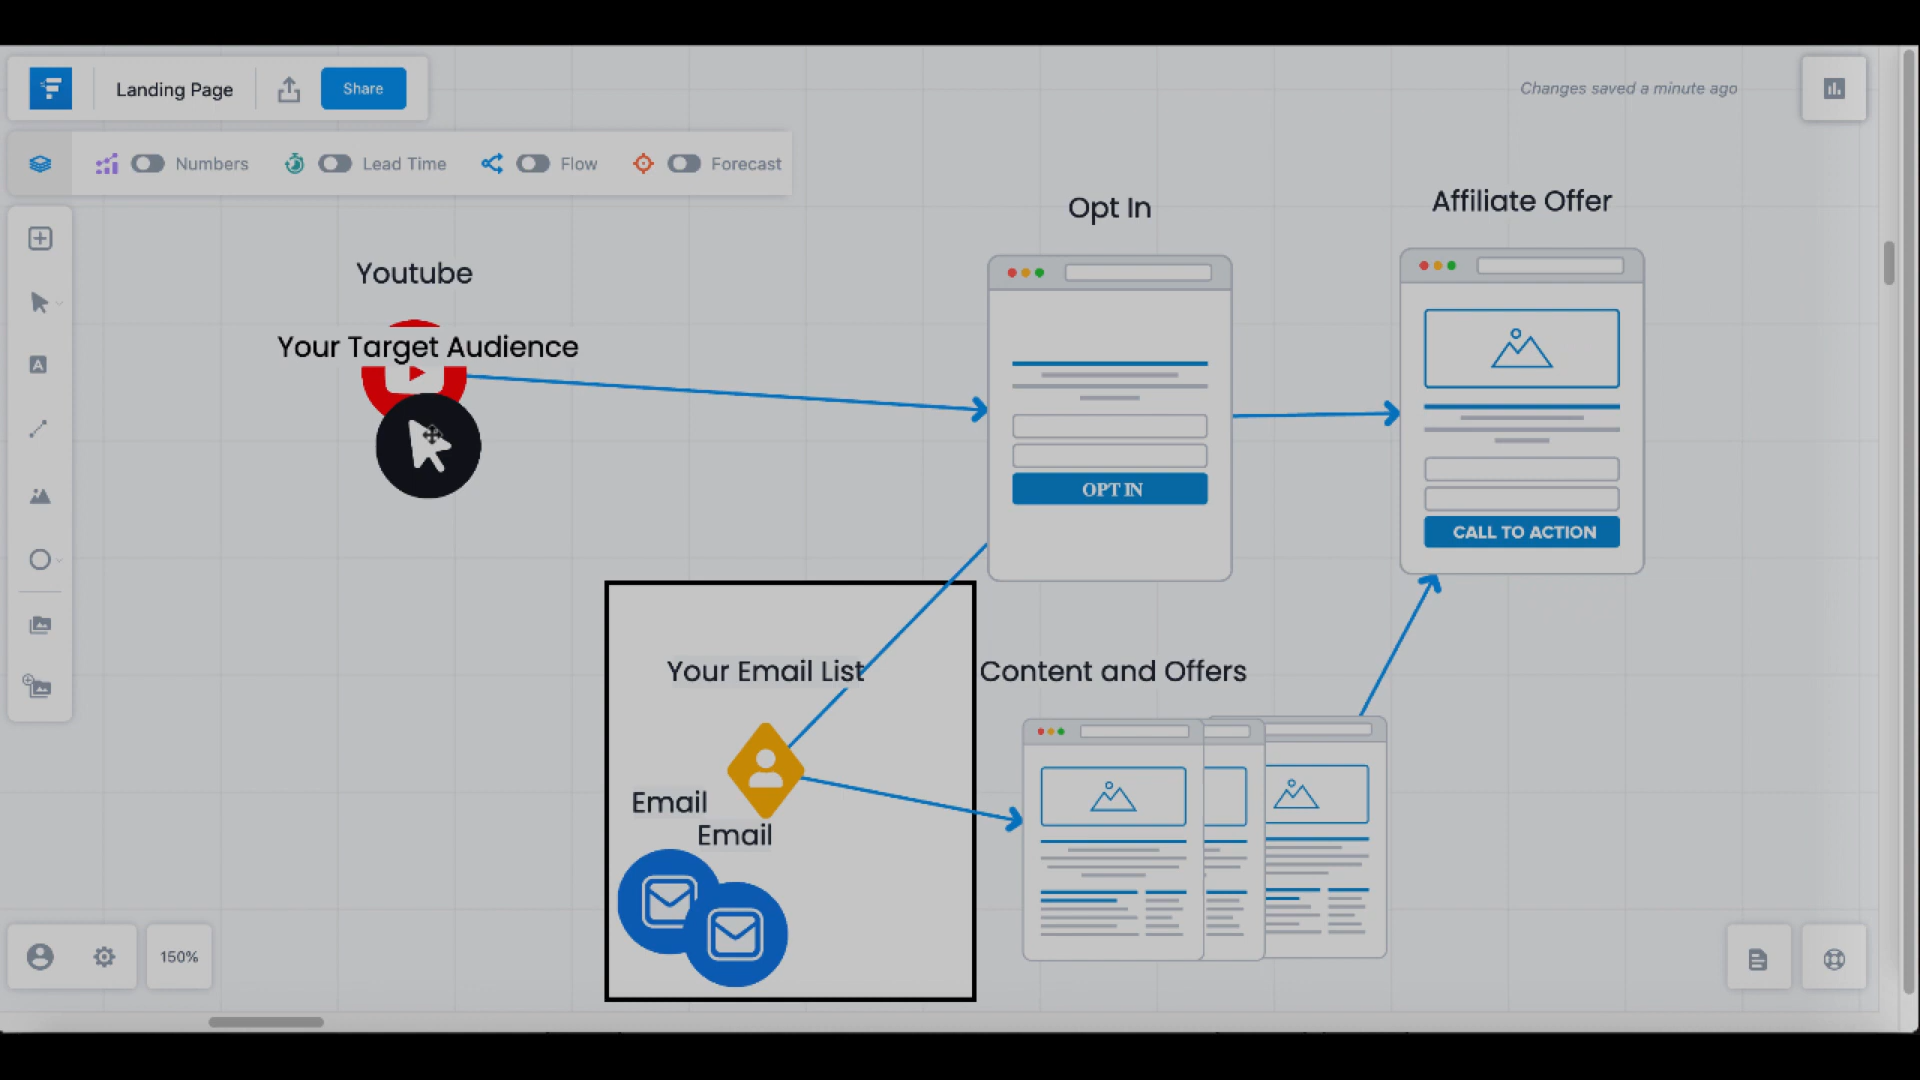 Landing Page
Share
Changes saved a minute ago
Numbers
Lead Time
Flow
Forecast
Opt In
Affiliate Offer
Youtube
Your Target Audience
OPT IN
CALL TO ACTION
Your Email List
Content and Offers
Email
Email
150%